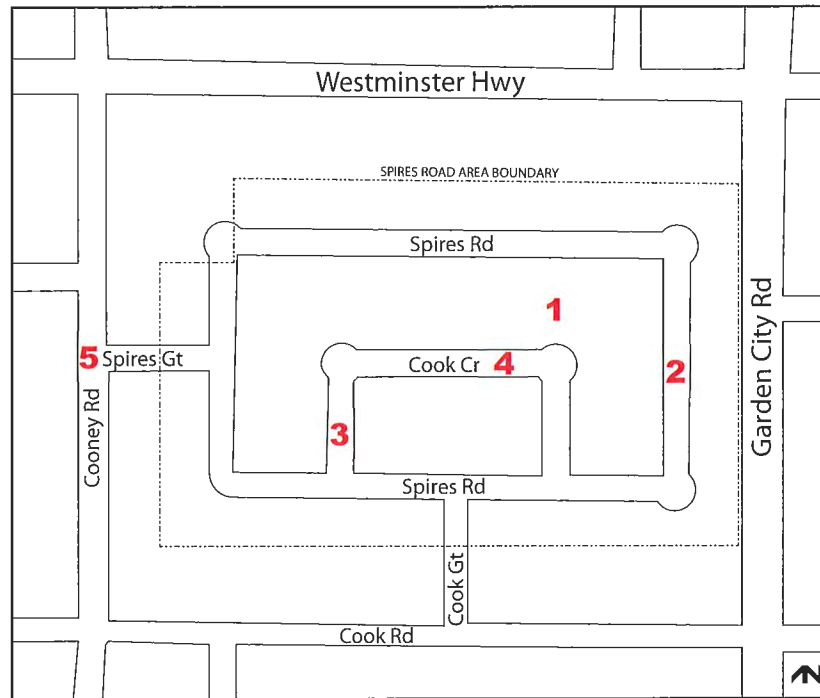 Westminster Hwy
SPIRES ROAD AREA BOUNDARY
Spires Rd
1
Garden City Rd
5
Spires Gt
Cook Cr
4
2
3
Cooney Rd
Spires Rd
Cook Gt
Cook Rd